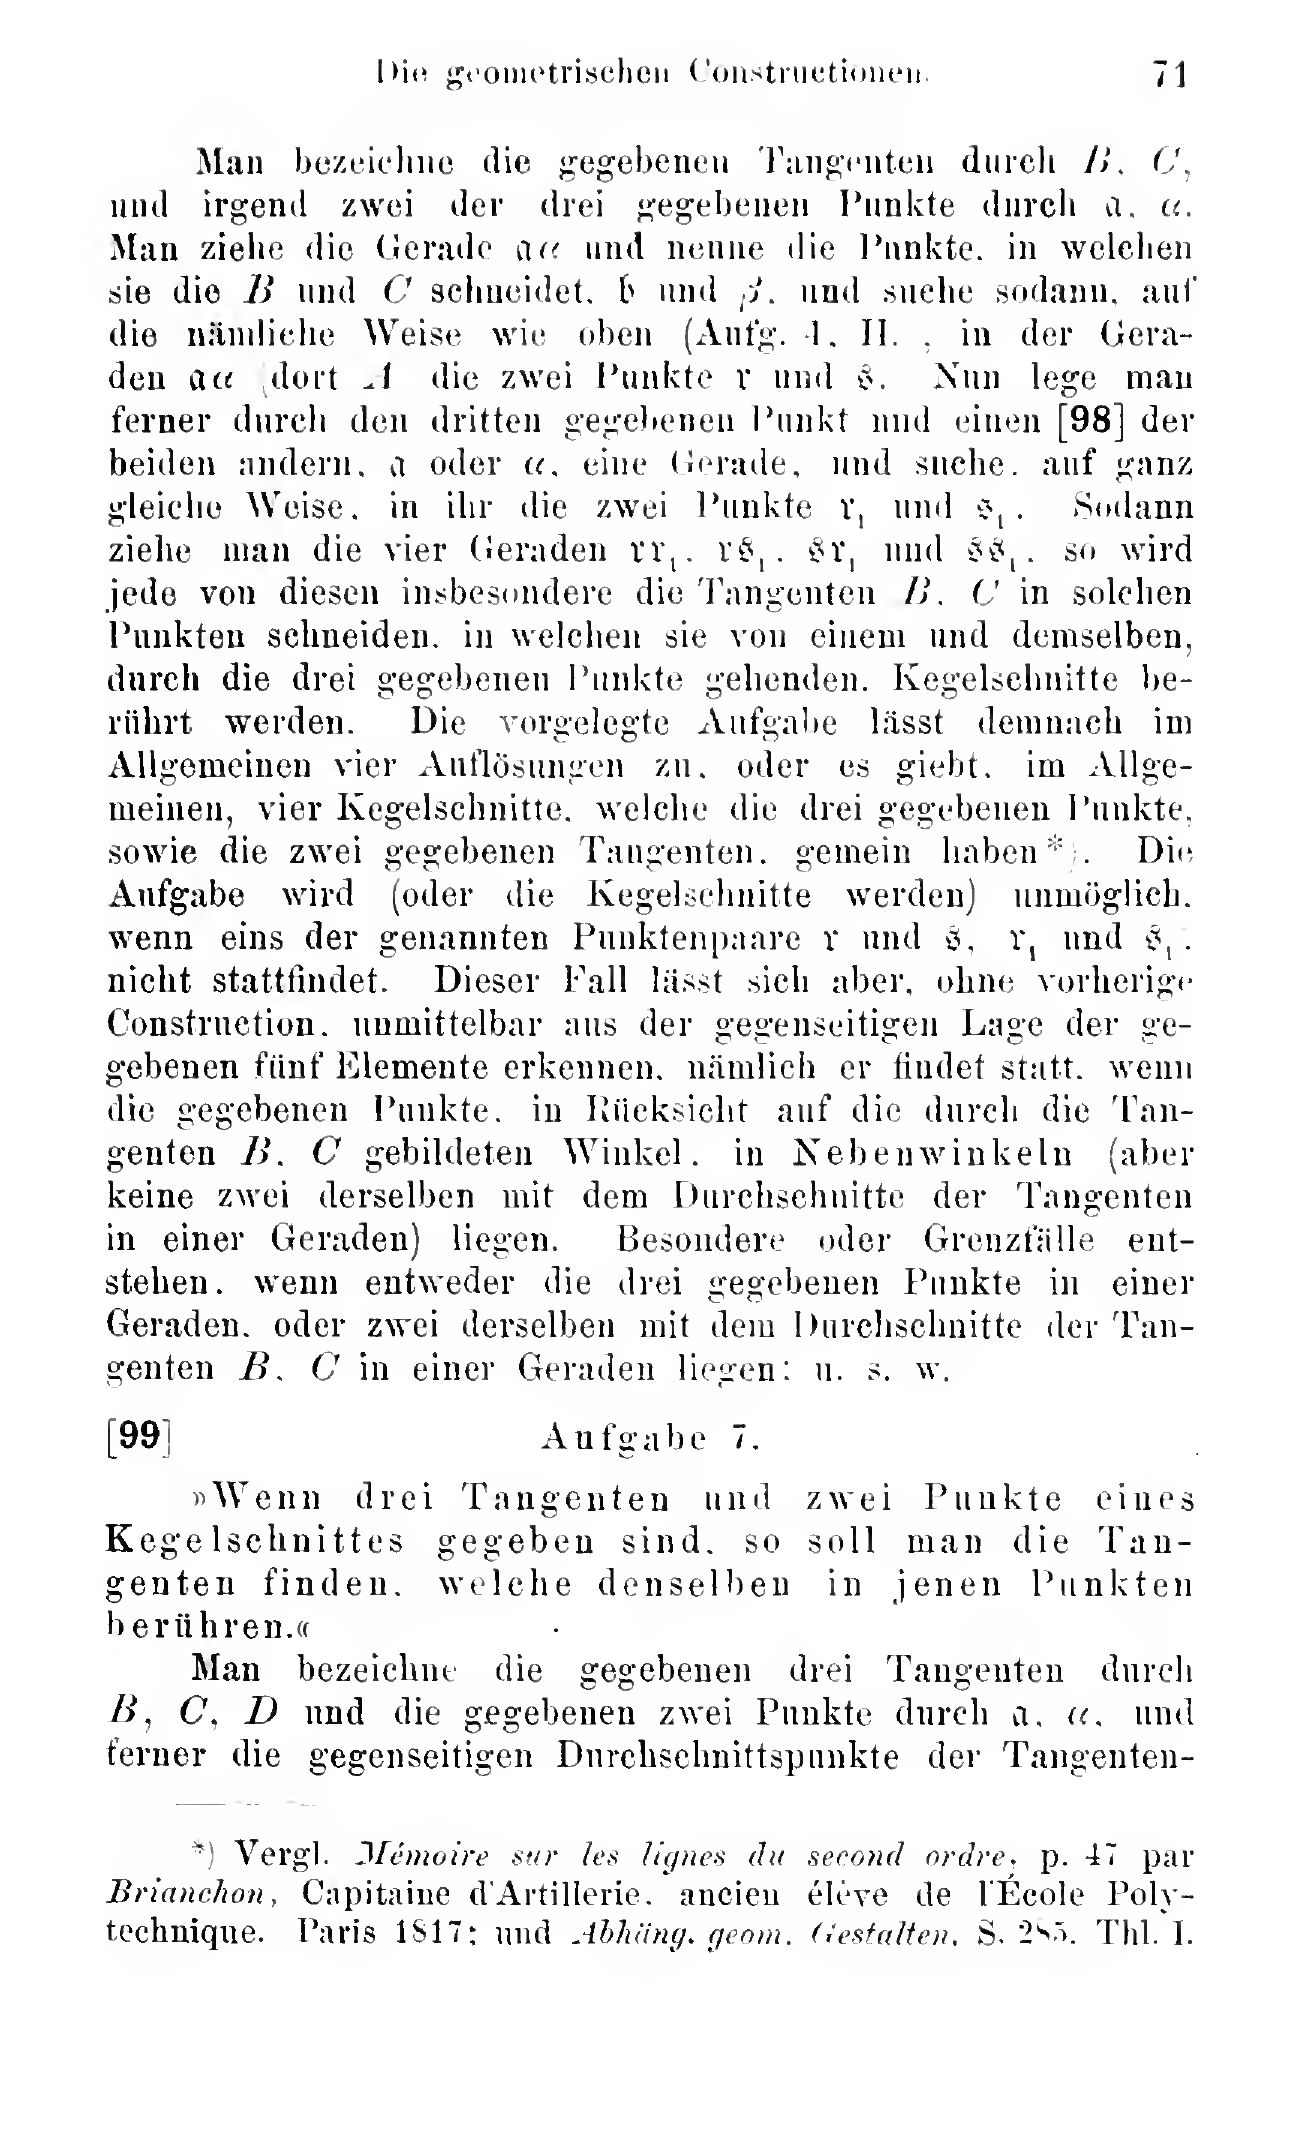 Die geometrischen Constructionen. 71
Man bezeichne die gegebenen Tangenten durch B, C,
und irgend zwei der drei gegebenen Punkte durch a, α.
Man ziehe die Gerade aα und nenne die Punkte, in welchen
sie die B und C schneidet, b und β, und suche sodann, auf
die nämliche Weise wie oben (Aufg. 4, II.), in der Gera-
den aα (dort A) die zwei Punkte r und s. Nun lege man
ferner durch den dritten gegebenen Punkt und einen [98] der
beiden andern, a oder α, eine Gerade, und suche, auf ganz
gleiche Weise, in ihr die zwei Punkte r₁ und s₁. Sodann
ziehe man die vier Geraden rr₁, rs₁, sr₁ und ss₁, so wird
jede von diesen insbesondere die Tangenten B, C in solchen
Punkten schneiden, in welchen sie von einem und demselben,
durch die drei gegebenen Punkte gehenden, Kegelschnitte be-
rührt werden. Die vorgelegte Aufgabe lässt demnach im
Allgemeinen vier Auflösungen zu, oder es giebt, im Allge-
meinen, vier Kegelschnitte, welche die drei gegebenen Punkte,
sowie die zwei gegebenen Tangenten, gemein haben*). Die
Aufgabe wird (oder die Kegelschnitte werden) unmöglich,
wenn eins der genannten Punktenpaare r und s, r₁ und s₁,
nicht stattfindet. Dieser Fall lässt sich aber, ohne vorherige
Construction, unmittelbar aus der gegenseitigen Lage der ge-
gebenen fünf Elemente erkennen, nämlich er findet statt, wenn
die gegebenen Punkte, in Rücksicht auf die durch die Tan-
genten B, C gebildeten Winkel, in Nebenwinkeln (aber
keine zwei derselben mit dem Durchschnitte der Tangenten
in einer Geraden) liegen. Besondere oder Grenzfälle ent-
stehen, wenn entweder die drei gegebenen Punkte in einer
Geraden, oder zwei derselben mit dem Durchschnitte der Tan-
genten B, C in einer Geraden liegen; u. s. w.
[99] Aufgabe 7.
»Wenn drei Tangenten und zwei Punkte eines
Kegelschnittes gegeben sind, so soll man die Tan-
genten finden, welche denselben in jenen Punkten
berühren.«
Man bezeichne die gegebenen drei Tangenten durch
B, C, D und die gegebenen zwei Punkte durch a, α, und
ferner die gegenseitigen Durchschnittspunkte der Tangenten-
*) Vergl. Mémoire sur les lignes du second ordre, p. 47 par
Brianchon, Capitaine d'Artillerie, ancien élève de l'École Poly-
technique. Paris 1817; und Abhäng. geom. Gestalten, S. 285. Thl. I.